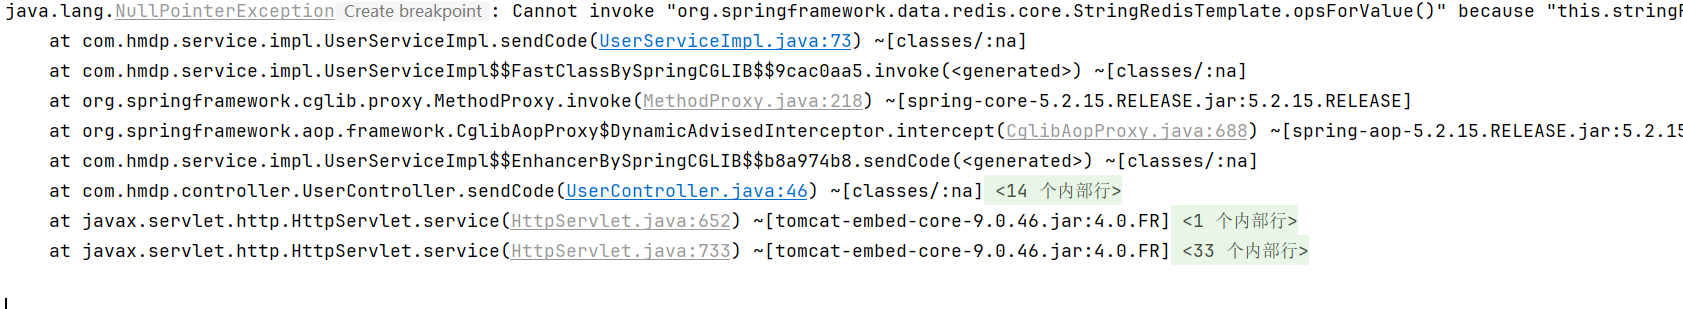 java.lang.NullPointerException Create breakpoint : Cannot invoke "org.springframework.data.redis.core.StringRedisTemplate.opsForValue()" because "this.stringR
at com.hmdp.service.impl.UserServiceImpl.sendCode(UserServiceImpl.java:73) ~[classes/:na]
at com.hmdp.service.impl.UserServiceImpl$$FastClassBySpringCGLIB$$9cac0aa5.invoke(<generated>) ~[classes/:na]
at org.springframework.cglib.proxy.MethodProxy.invoke(MethodProxy.java:218) ~[spring-core-5.2.15.RELEASE.jar:5.2.15.RELEASE]
at org.springframework.aop.framework.CglibAopProxy$DynamicAdvisedInterceptor.intercept(CglibAopProxy.java:688) ~[spring-aop-5.2.15.RELEASE.jar:5.2.15
at com.hmdp.service.impl.UserServiceImpl$$EnhancerBySpringCGLIB$$b8a974b8.sendCode(<generated>) ~[classes/:na]
at com.hmdp.controller.UserController.sendCode(UserController.java:46) ~[classes/:na] <14 个内部行>
at javax.servlet.http.HttpServlet.service(HttpServlet.java:652) ~[tomcat-embed-core-9.0.46.jar:4.0.FR] <1 个内部行>
at javax.servlet.http.HttpServlet.service(HttpServlet.java:733) ~[tomcat-embed-core-9.0.46.jar:4.0.FR] <33 个内部行>